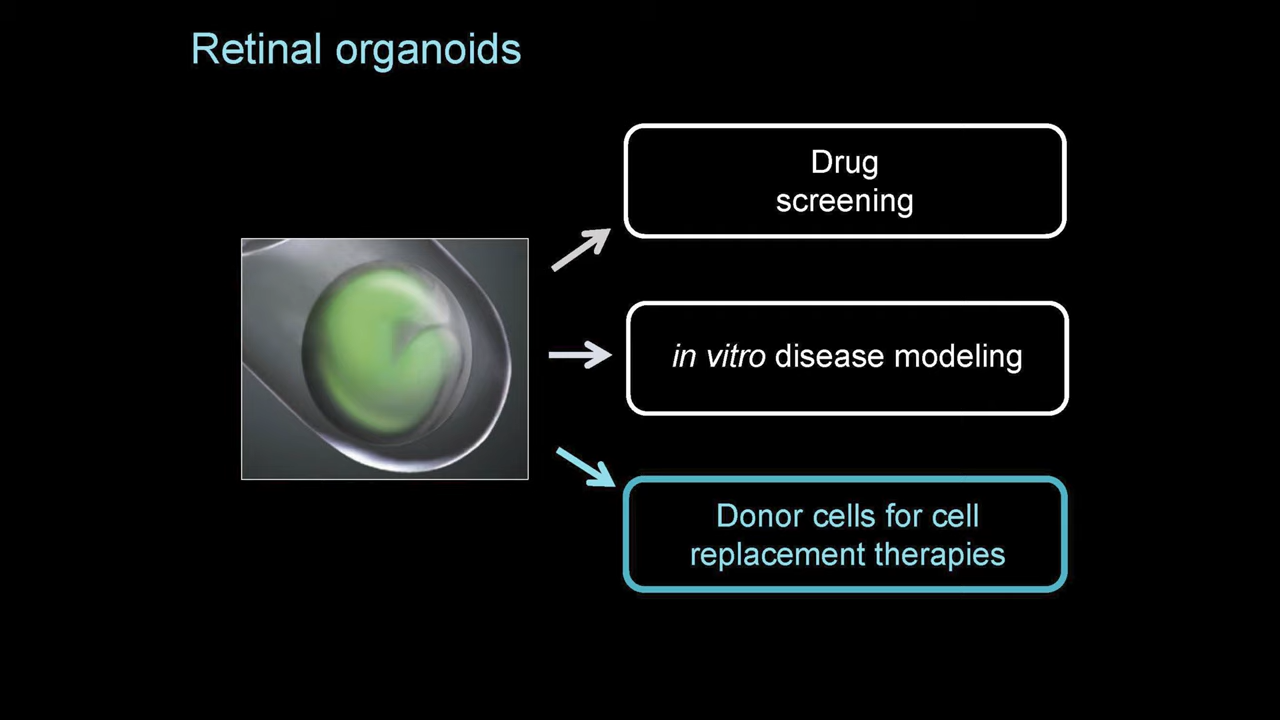 Retinal organoids
Drug
screening
in vitro disease modeling
Donor cells for cell
replacement therapies